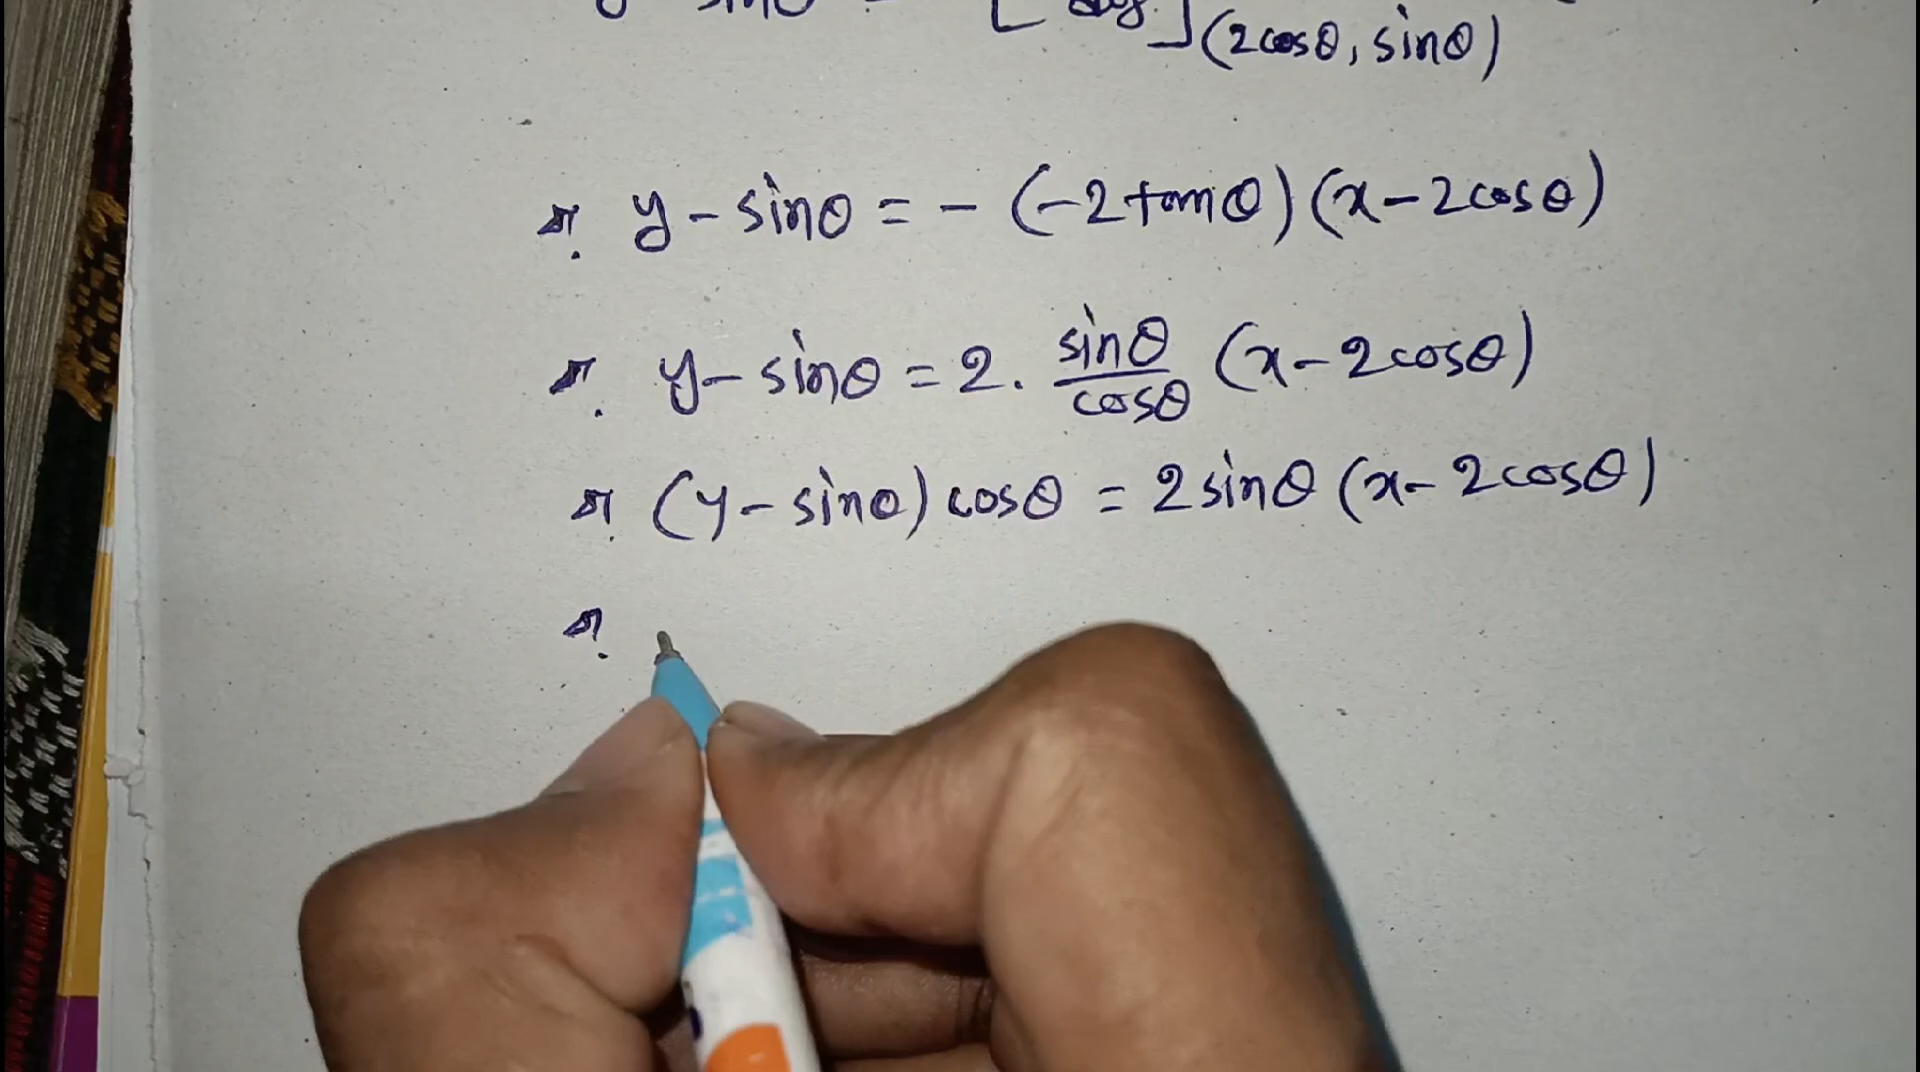 (2cosθ, sinθ)
বা, y - sinθ = - (-2tanθ) (x - 2cosθ)
বা, y - sinθ = 2. sinθ/cosθ (x - 2cosθ)
বা, (y - sinθ) cosθ = 2sinθ (x - 2cosθ)
বা,